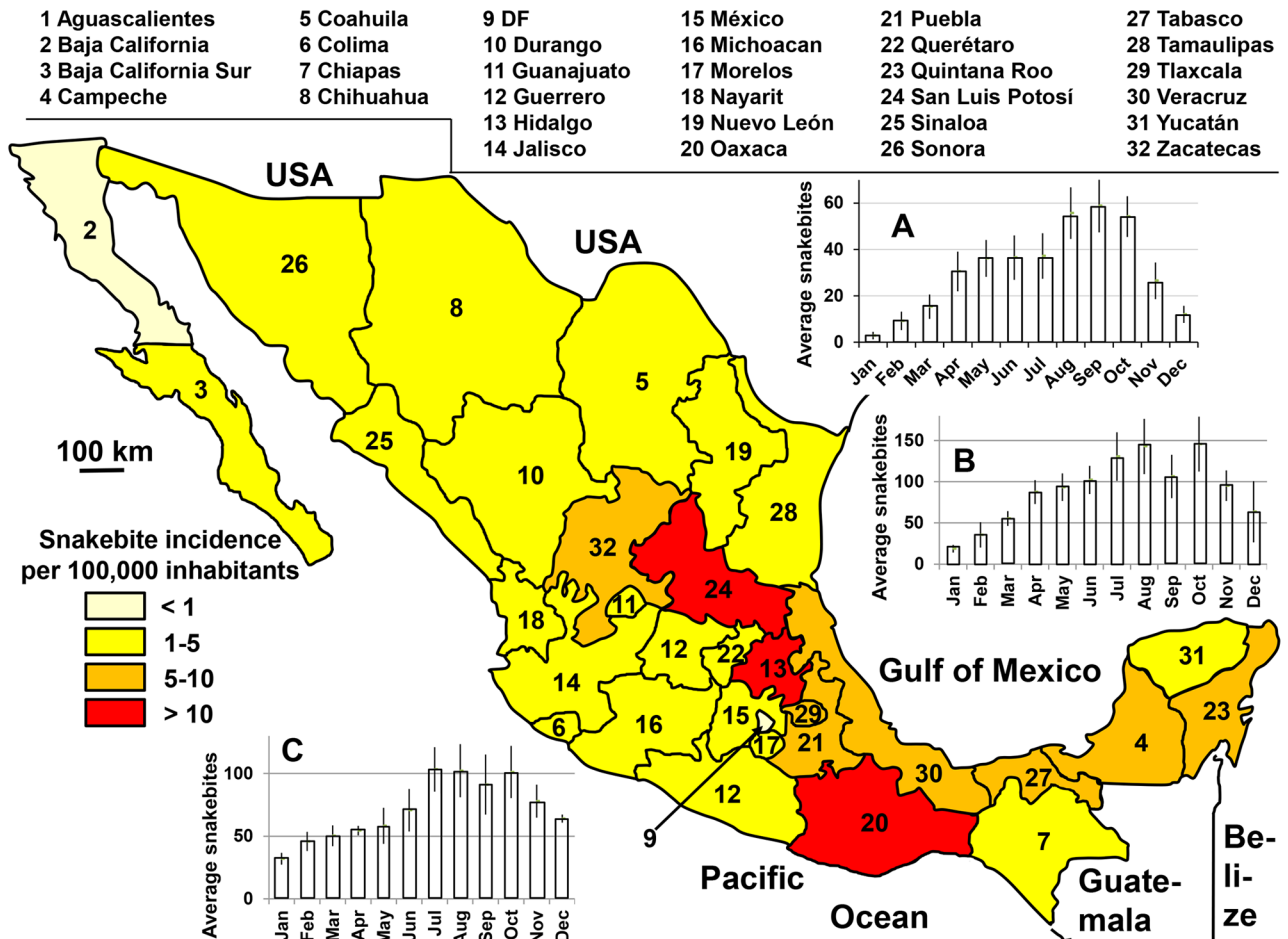 1 Aguascalientes
2 Baja California
3 Baja California Sur
4 Campeche
5 Coahuila
6 Colima
7 Chiapas
8 Chihuahua
9 DF
10 Durango
11 Guanajuato
12 Guerrero
13 Hidalgo
14 Jalisco
15 México
16 Michoacan
17 Morelos
18 Nayarit
19 Nuevo León
20 Oaxaca
21 Puebla
22 Querétaro
23 Quintana Roo
24 San Luis Potosí
25 Sinaloa
26 Sonora
27 Tabasco
28 Tamaulipas
29 Tlaxcala
30 Veracruz
31 Yucatán
32 Zacatecas
USA
USA
2
26
8
3
5
25
10
19
28
32
24
11
18
12
22
13
14
15
29
16
6
17
21
12
9
20
30
27
7
4
31
23
100 km
Snakebite incidence
per 100,000 inhabitants
< 1
1-5
5-10
> 10
A
Average snakebites
60
40
20
0
Jan
Feb
Mar
Apr
May
Jun
Jul
Aug
Sep
Oct
Nov
Dec
B
Average snakebites
150
100
50
0
Jan
Feb
Mar
Apr
May
Jun
Jul
Aug
Sep
Oct
Nov
Dec
C
Average snakebites
100
50
0
Jan
Feb
Mar
Apr
May
Jun
Jul
Aug
Sep
Oct
Nov
Dec
Gulf of Mexico
Pacific
Ocean
Guate-
mala
Be-
li-
ze